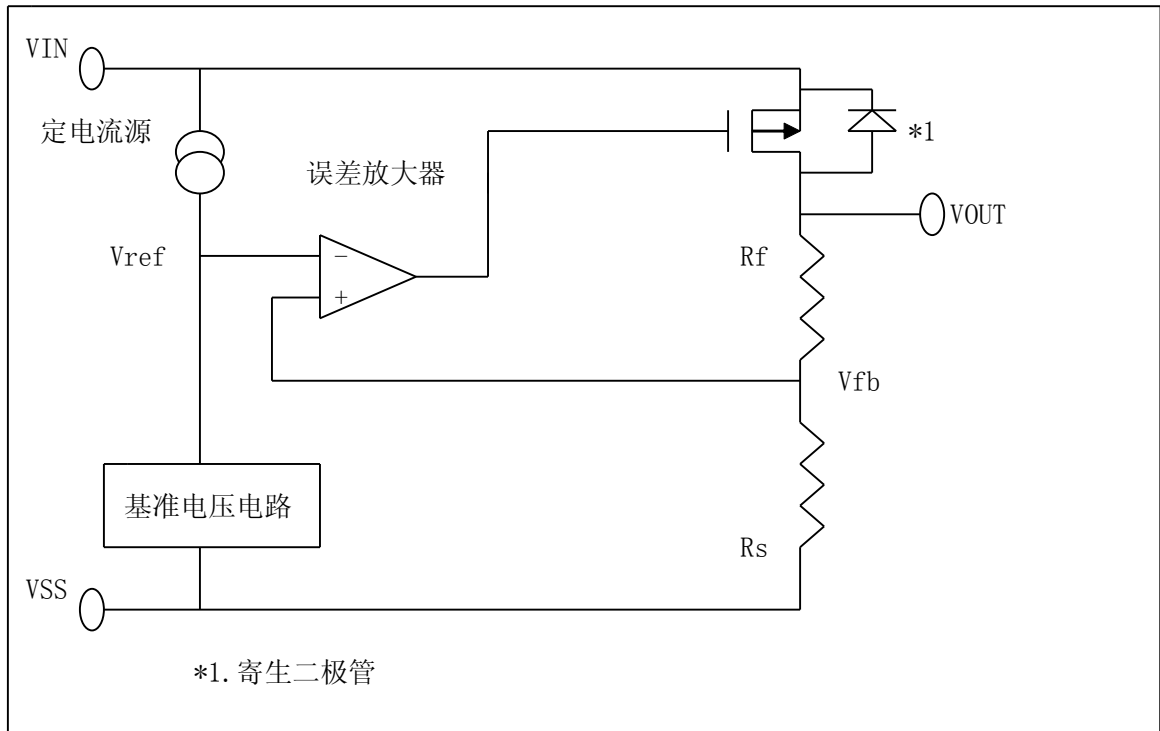 VIN
定电流源
*1
误差放大器
VOUT
Vref
-
Rf
+
Vfb
基准电压电路
Rs
VSS
*1.寄生二极管